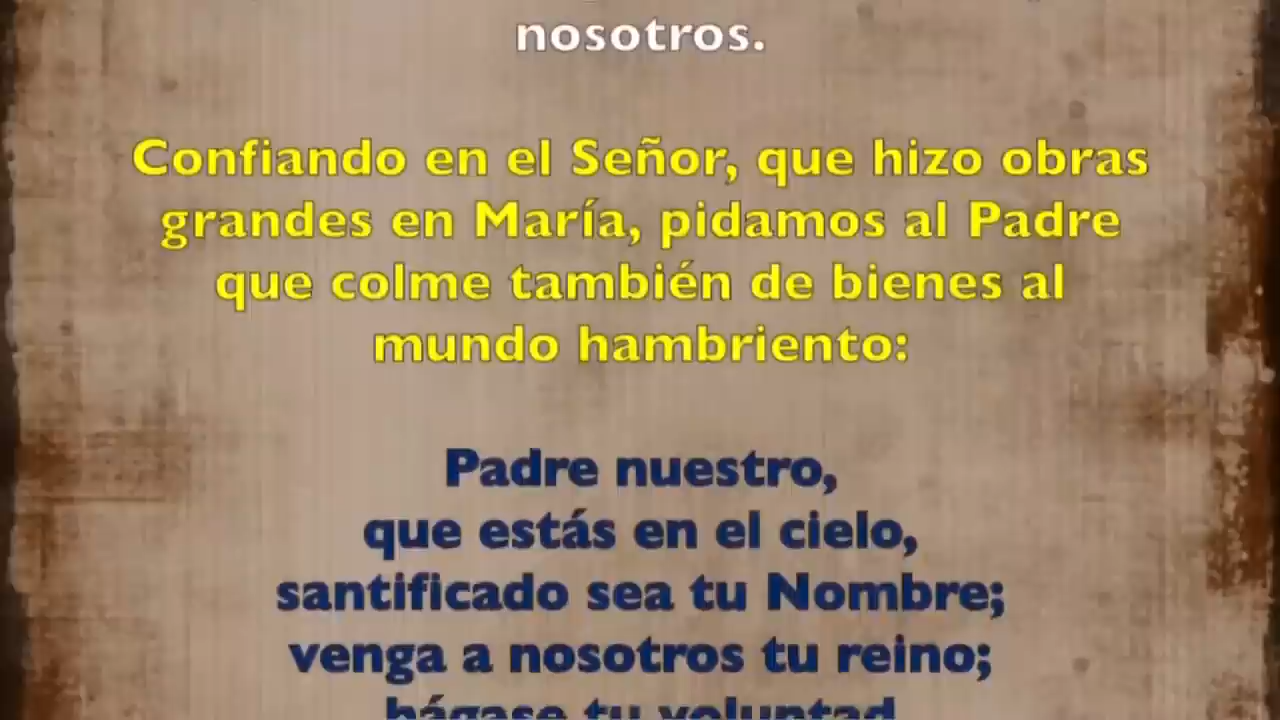 nosotros.
Confiando en el Señor, que hizo obras
grandes en María, pidamos al Padre
que colme también de bienes al
mundo hambriento:
Padre nuestro,
que estás en el cielo,
santificado sea tu Nombre;
venga a nosotros tu reino;
hágase tu voluntad